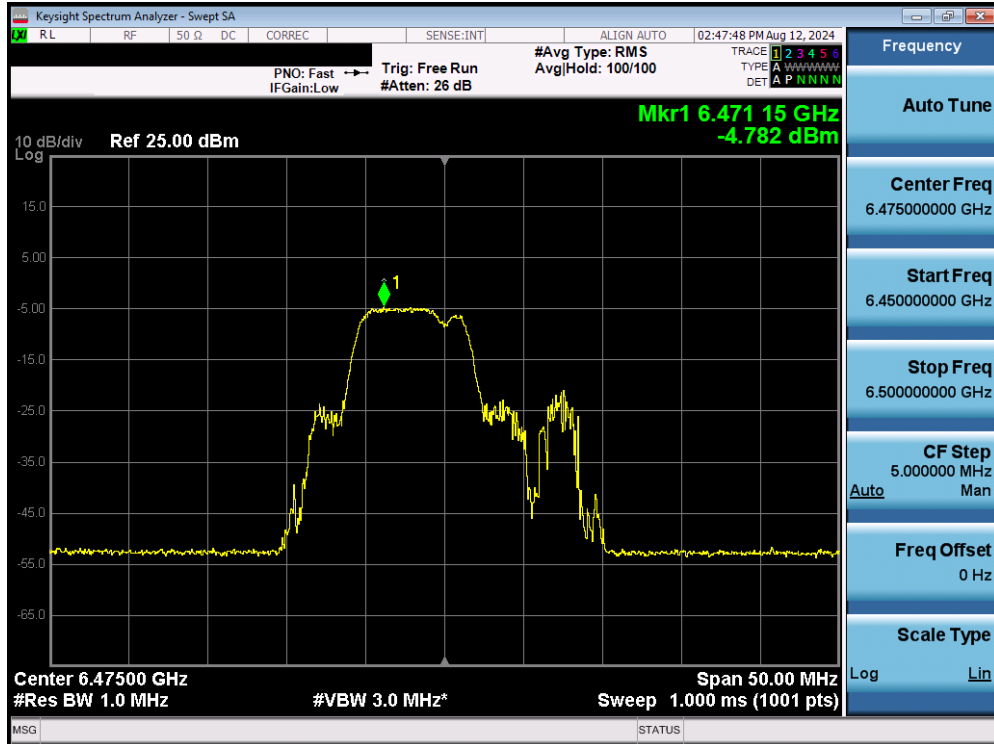 Keysight Spectrum Analyzer - Swept SA
LXI RL RF 50 Ω DC CORREC SENSE:INT ALIGN AUTO 02:47:48 PM Aug 12, 2024
PNO: Fast Trig: Free Run #Avg Type: RMS TRACE 1 2 3 4 5 6
IFGain:Low #Atten: 26 dB Avg|Hold: 100/100 TYPE A WWWWW
DET A P N N N N
Mkr1 6.471 15 GHz
-4.782 dBm
10 dB/div Ref 25.00 dBm
Log
15.0
5.00
1
-5.00
-15.0
-25.0
-35.0
-45.0
-55.0
-65.0
Center 6.47500 GHz Span 50.00 MHz
#Res BW 1.0 MHz #VBW 3.0 MHz* Sweep 1.000 ms (1001 pts)
MSG STATUS
Frequency
Auto Tune
Center Freq
6.475000000 GHz
Start Freq
6.450000000 GHz
Stop Freq
6.500000000 GHz
CF Step
5.000000 MHz
Auto Man
Freq Offset
0 Hz
Scale Type
Log Lin